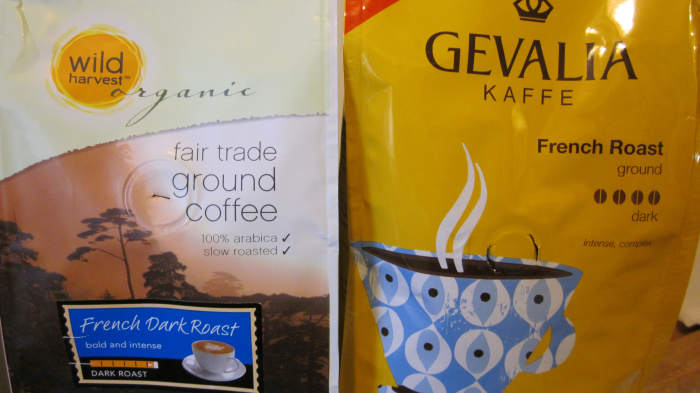 wild
harvest™
organic
fair trade
ground
coffee
100% arabica ✓
slow roasted ✓
French Dark Roast
bold and intense
DARK ROAST
GEVALIA
KAFFE
French Roast
ground
dark
intense, complex